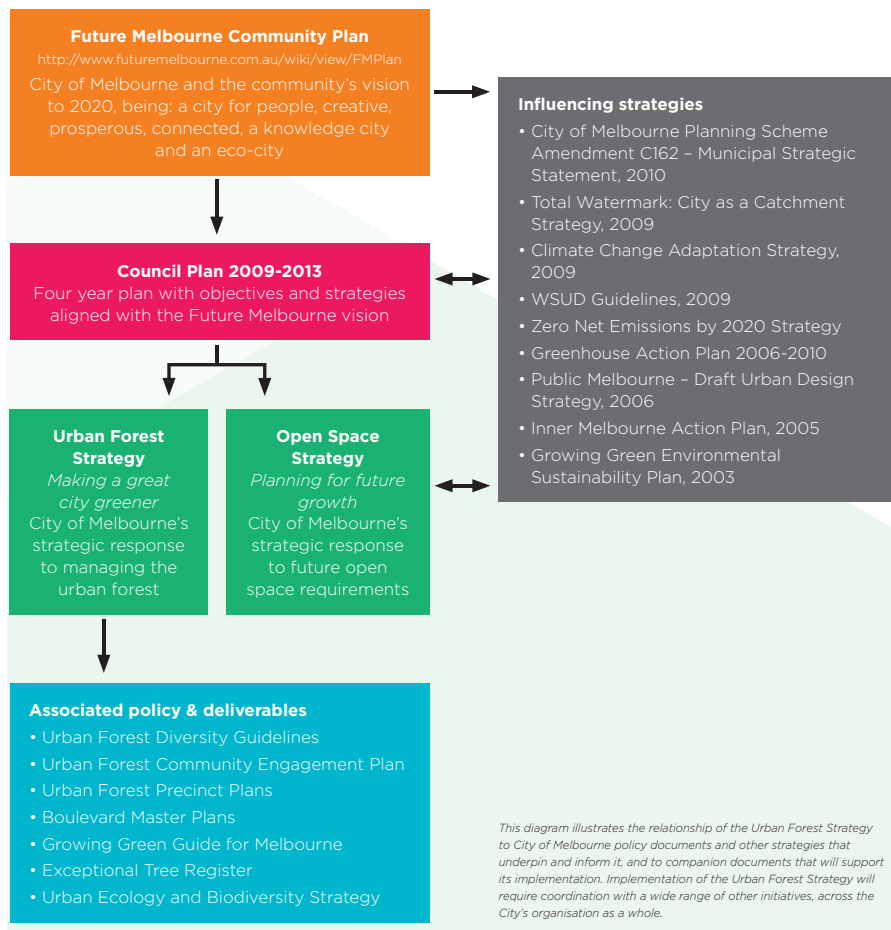 Future Melbourne Community Plan
http://www.futuremelbourne.com.au/wiki/view/FMPlan
City of Melbourne and the community's vision
to 2020, being: a city for people, creative,
prosperous, connected, a knowledge city
and an eco-city
Influencing strategies
• City of Melbourne Planning Scheme
Amendment C162 – Municipal Strategic
Statement, 2010
• Total Watermark: City as a Catchment
Strategy, 2009
• Climate Change Adaptation Strategy,
2009
• WSUD Guidelines, 2009
• Zero Net Emissions by 2020 Strategy
• Greenhouse Action Plan 2006-2010
• Public Melbourne – Draft Urban Design
Strategy, 2006
• Inner Melbourne Action Plan, 2005
• Growing Green Environmental
Sustainability Plan, 2003
Council Plan 2009-2013
Four year plan with objectives and strategies
aligned with the Future Melbourne vision
Urban Forest
Strategy
Making a great
city greener
City of Melbourne's
strategic response
to managing the
urban forest
Open Space
Strategy
Planning for future
growth
City of Melbourne's
strategic response
to future open
space requirements
Associated policy & deliverables
• Urban Forest Diversity Guidelines
• Urban Forest Community Engagement Plan
• Urban Forest Precinct Plans
• Boulevard Master Plans
• Growing Green Guide for Melbourne
• Exceptional Tree Register
• Urban Ecology and Biodiversity Strategy
This diagram illustrates the relationship of the Urban Forest Strategy
to City of Melbourne policy documents and other strategies that
underpin and inform it, and to companion documents that will support
its implementation. Implementation of the Urban Forest Strategy will
require coordination with a wide range of other initiatives, across the
City's organisation as a whole.